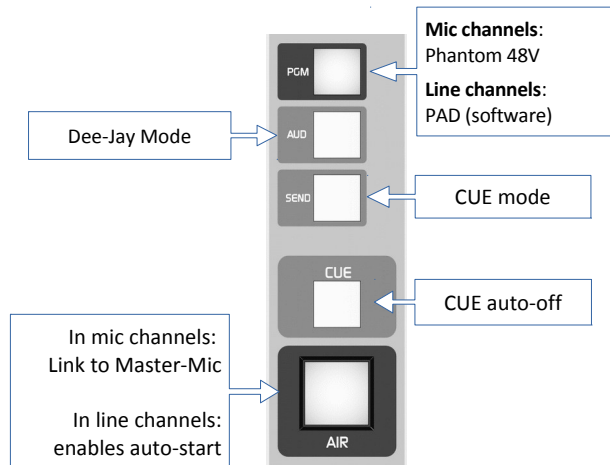 Mic channels:
Phantom 48V
Line channels:
PAD (software)
PGM
Dee-Jay Mode
AUD
SEND
CUE mode
CUE
CUE auto-off
In mic channels:
Link to Master-Mic
In line channels:
enables auto-start
AIR